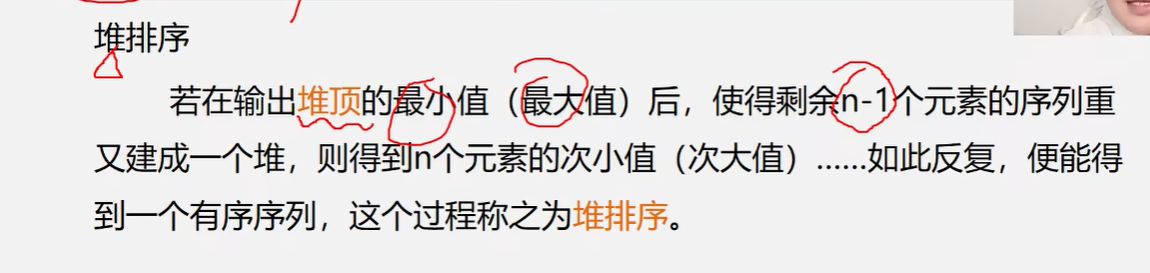 堆排序
若在输出堆顶的最小值（最大值）后，使得剩余n-1个元素的序列重
又建成一个堆，则得到n个元素的次小值（次大值）……如此反复，便能得
到一个有序序列，这个过程称之为堆排序。